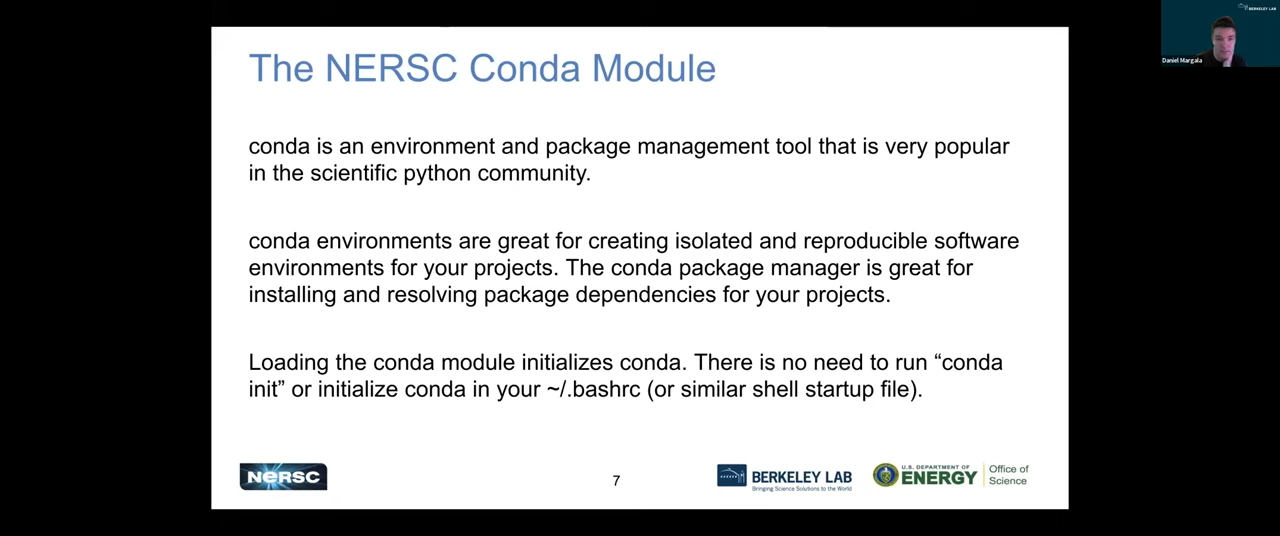 BERKELEY LAB
Daniel Margala
The NERSC Conda Module
conda is an environment and package management tool that is very popular
in the scientific python community.
conda environments are great for creating isolated and reproducible software
environments for your projects. The conda package manager is great for
installing and resolving package dependencies for your projects.
Loading the conda module initializes conda. There is no need to run “conda
init” or initialize conda in your ~/.bashrc (or similar shell startup file).
NERSC
7
BERKELEY LAB
Bringing Science Solutions to the World
U.S. DEPARTMENT OF
ENERGY
Office of
Science